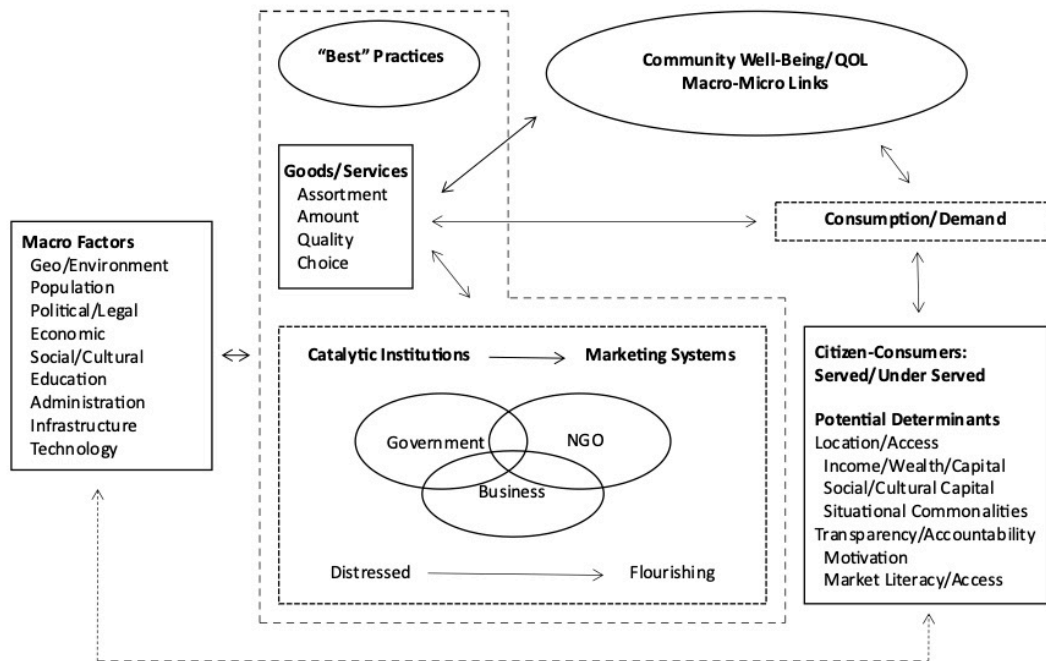 “Best” Practices
Community Well-Being/QOL
Macro-Micro Links
Goods/Services
Assortment
Amount
Quality
Choice
Consumption/Demand
Macro Factors
Geo/Environment
Population
Political/Legal
Economic
Social/Cultural
Education
Administration
Infrastructure
Technology
Catalytic Institutions
Marketing Systems
Government
NGO
Business
Distressed
Flourishing
Citizen-Consumers:
Served/Under Served
Potential Determinants
Location/Access
Income/Wealth/Capital
Social/Cultural Capital
Situational Commonalities
Transparency/Accountability
Motivation
Market Literacy/Access